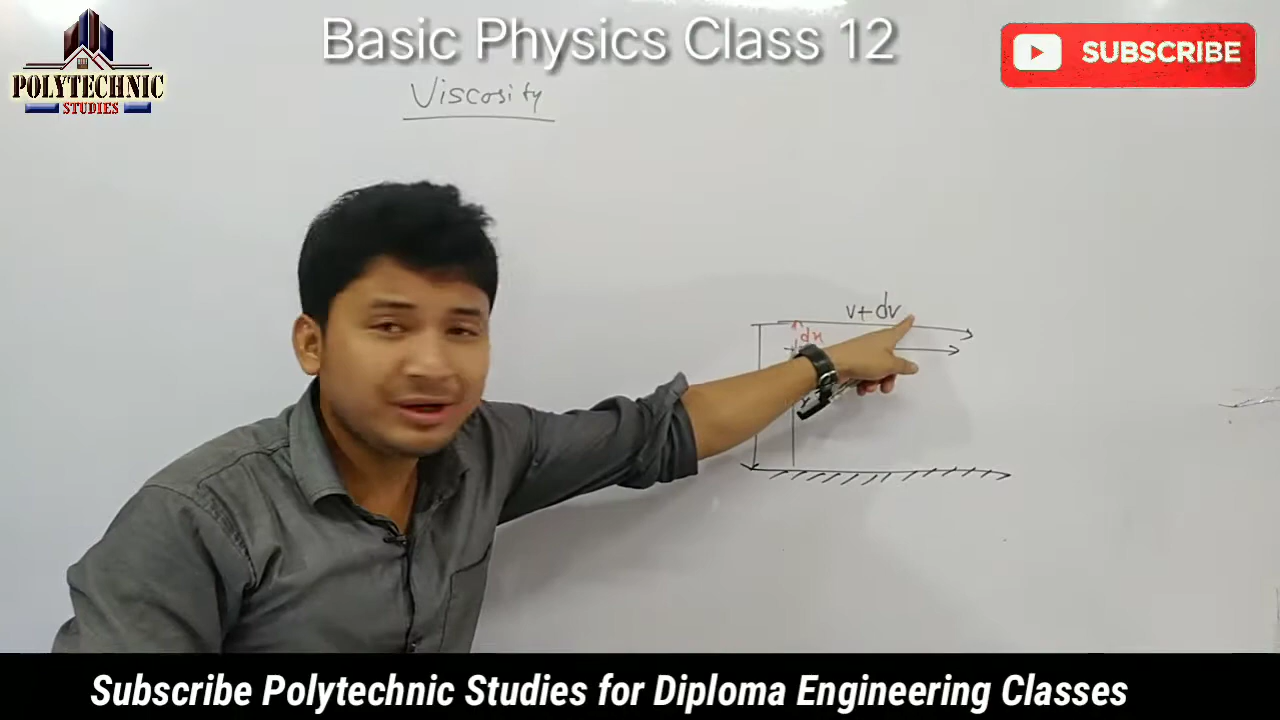 Basic Physics Class 12
SUBSCRIBE
POLYTECHNIC
STUDIES
Viscosity
v+dv
dx
Subscribe Polytechnic Studies for Diploma Engineering Classes